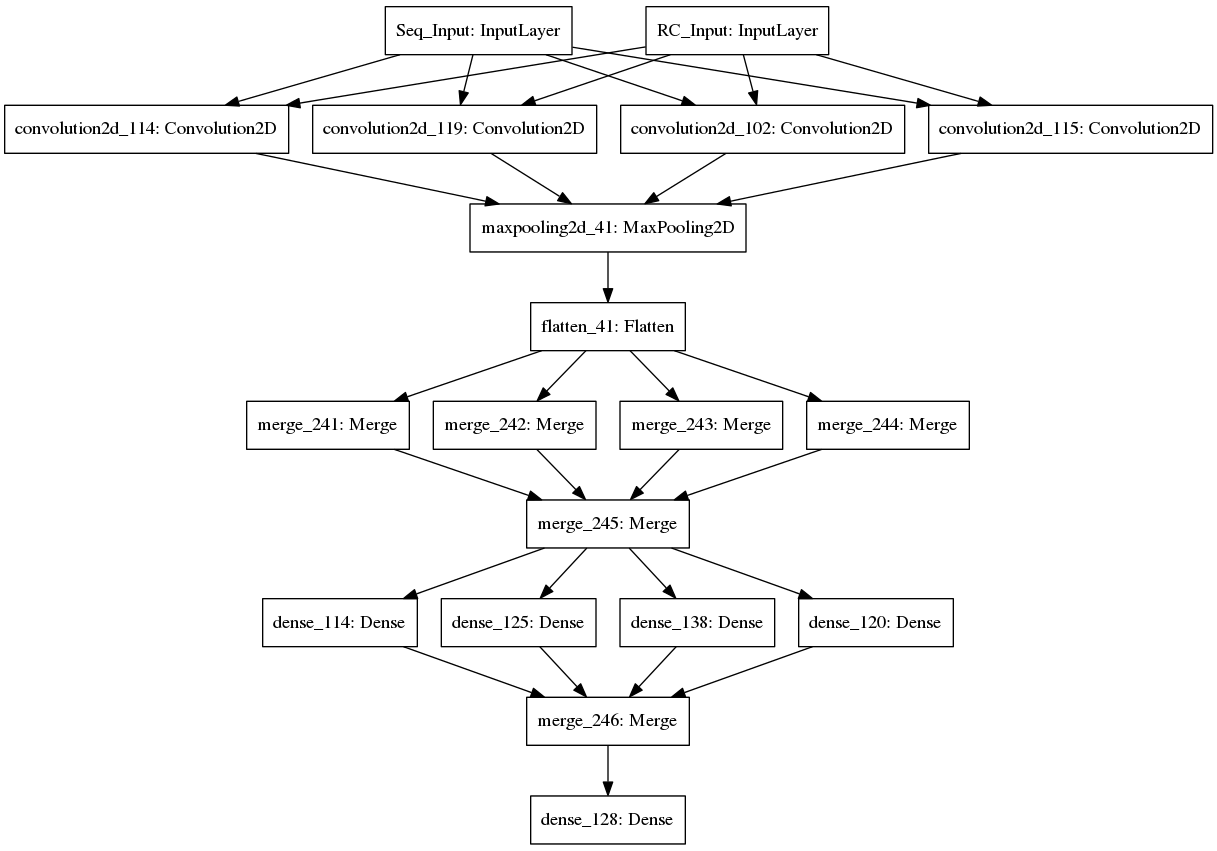 Seq_Input: InputLayer
RC_Input: InputLayer
convolution2d_114: Convolution2D
convolution2d_119: Convolution2D
convolution2d_102: Convolution2D
convolution2d_115: Convolution2D
maxpooling2d_41: MaxPooling2D
flatten_41: Flatten
merge_241: Merge
merge_242: Merge
merge_243: Merge
merge_244: Merge
merge_245: Merge
dense_114: Dense
dense_125: Dense
dense_138: Dense
dense_120: Dense
merge_246: Merge
dense_128: Dense